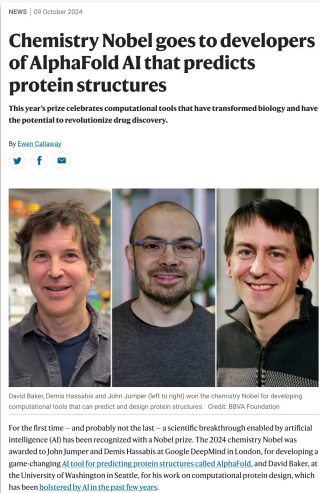 NEWS | 09 October 2024
Chemistry Nobel goes to developers
of AlphaFold AI that predicts
protein structures
This year's prize celebrates computational tools that have transformed biology and have
the potential to revolutionize drug discovery.
By Ewen Callaway
David Baker, Demis Hassabis and John Jumper (left to right) won the chemistry Nobel for developing
computational tools that can predict and design protein structures. Credit: BBVA Foundation
For the first time — and probably not the last — a scientific breakthrough enabled by artificial
intelligence (AI) has been recognized with a Nobel prize. The 2024 chemistry Nobel was
awarded to John Jumper and Demis Hassabis at Google DeepMind in London, for developing a
game-changing AI tool for predicting protein structures called AlphaFold, and David Baker, at
the University of Washington in Seattle, for his work on computational protein design, which
has been bolstered by AI in the past few years.